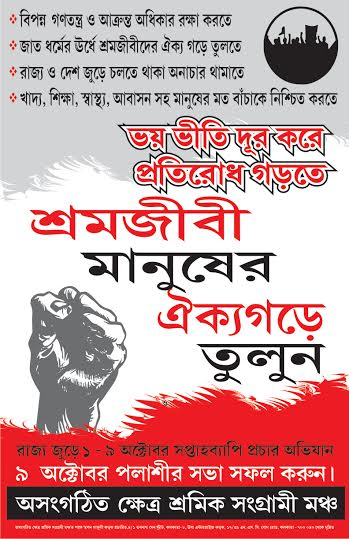 ❖ বিপন্ন গণতন্ত্র ও আক্রান্ত অধিকার রক্ষা করতে
❖ জাত ধর্মের উর্ধে শ্রমজীবীদের ঐক্য গড়ে তুলতে
❖ রাজ্য ও দেশ জুড়ে চলতে থাকা অনাচার থামাতে
❖ খাদ্য, শিক্ষা, স্বাস্থ্য, আবাসন সহ মানুষের মত বাঁচাকে নিশ্চিত করতে
ভয় ভীতি দূর করে
প্রতিরোধ গড়তে
শ্রমজীবী
মানুষের
ঐক্যগড়ে
তুলুন
রাজ্য জুড়ে ১ - ৯ অক্টোবর সপ্তাহব্যাপি প্রচার অভিযান
৯ অক্টোবর পলাশীর সভা সফল করুন।
অসংগঠিত ক্ষেত্র শ্রমিক সংগ্রামী মঞ্চ